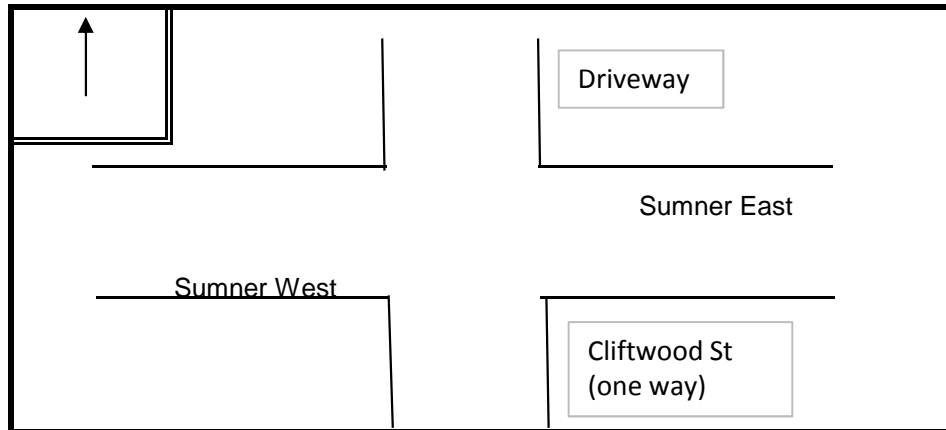 Driveway
Sumner East
Sumner West
Cliftwood St
(one way)